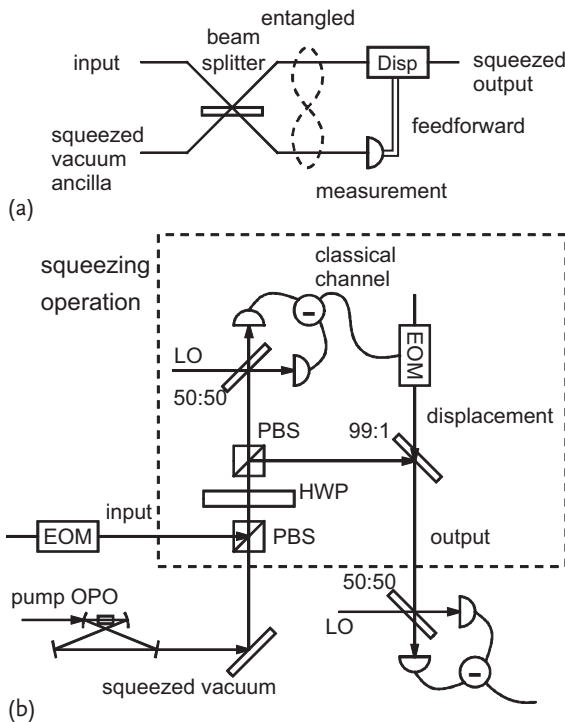 entangled
beam
splitter
input
Disp
squeezed
output
squeezed
vacuum
ancilla
feedforward
measurement
(a)
squeezing
operation
classical
channel
-
LO
50:50
EOM
PBS
99:1
displacement
HWP
input
EOM
PBS
output
pump OPO
50:50
LO
squeezed vacuum
-
(b)